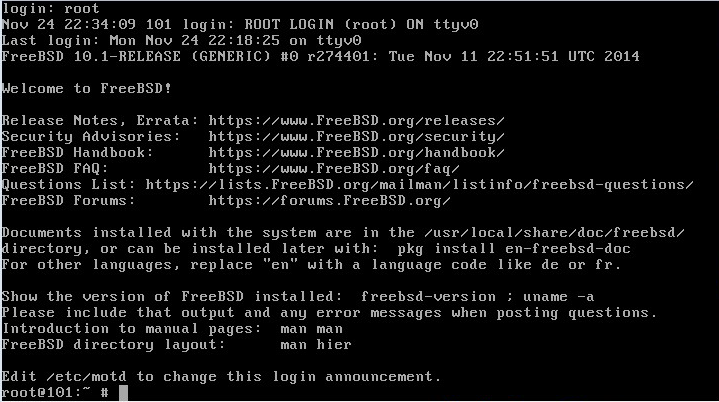 login: root
Nov 24 22:34:09 101 login: ROOT LOGIN (root) ON ttyv0
Last login: Mon Nov 24 22:18:25 on ttyv0
FreeBSD 10.1-RELEASE (GENERIC) #0 r274401: Tue Nov 11 22:51:51 UTC 2014
Welcome to FreeBSD!
Release Notes, Errata: https://www.FreeBSD.org/releases/
Security Advisories:   https://www.FreeBSD.org/security/
FreeBSD Handbook:      https://www.FreeBSD.org/handbook/
FreeBSD FAQ:           https://www.FreeBSD.org/faq/
Questions List: https://lists.FreeBSD.org/mailman/listinfo/freebsd-questions/
FreeBSD Forums:        https://forums.FreeBSD.org/
Documents installed with the system are in the /usr/local/share/doc/freebsd/
directory, or can be installed later with:  pkg install en-freebsd-doc
For other languages, replace "en" with a language code like de or fr.
Show the version of FreeBSD installed:  freebsd-version ; uname -a
Please include that output and any error messages when posting questions.
Introduction to manual pages:  man man
FreeBSD directory layout:      man hier
Edit /etc/motd to change this login announcement.
root@101:~ #